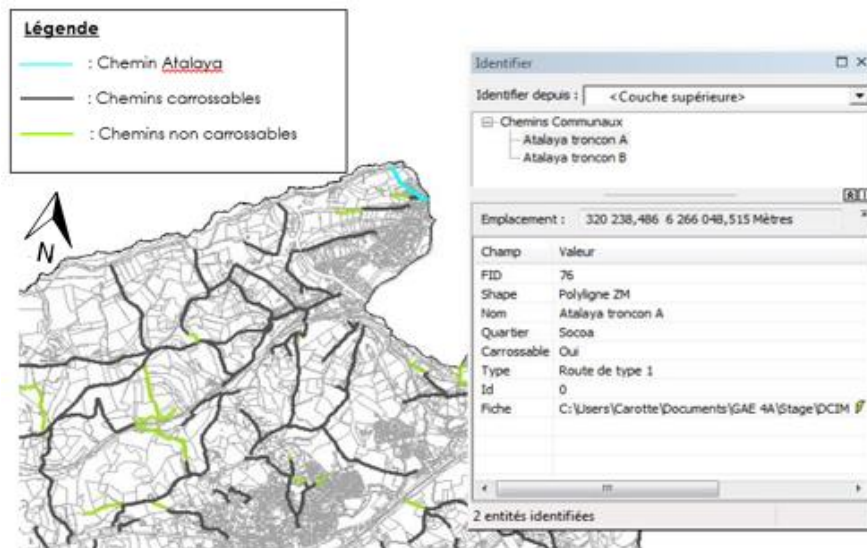 Légende
: Chemin Atalaya
: Chemins carrossables
: Chemins non carrossables
N
Identifier
Identifier depuis : <Couche supérieure>
Chemins Communaux
Atalaya troncon A
Atalaya troncon B
Emplacement : 320 238,486 6 266 048,515 Mètres
Champ Valeur
FID 76
Shape Polyligne ZM
Nom Atalaya troncon A
Quartier Socoa
Carrossable Oui
Type Route de type 1
Id 0
Fiche C:\Users\Carotte\Documents\GAE 4A\Stage\DCIM
2 entités identifiées